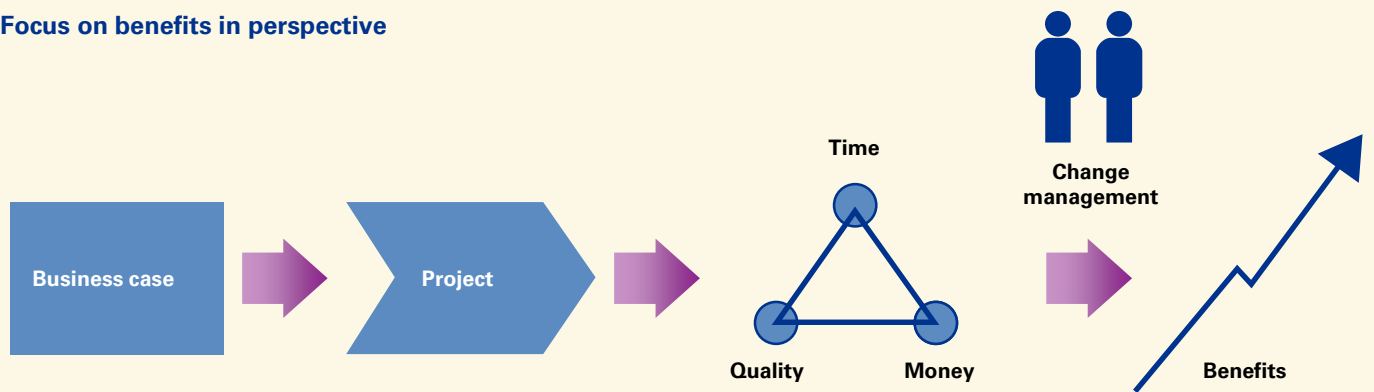 Focus on benefits in perspective
Business case
Project
Time
Quality
Money
Change
management
Benefits